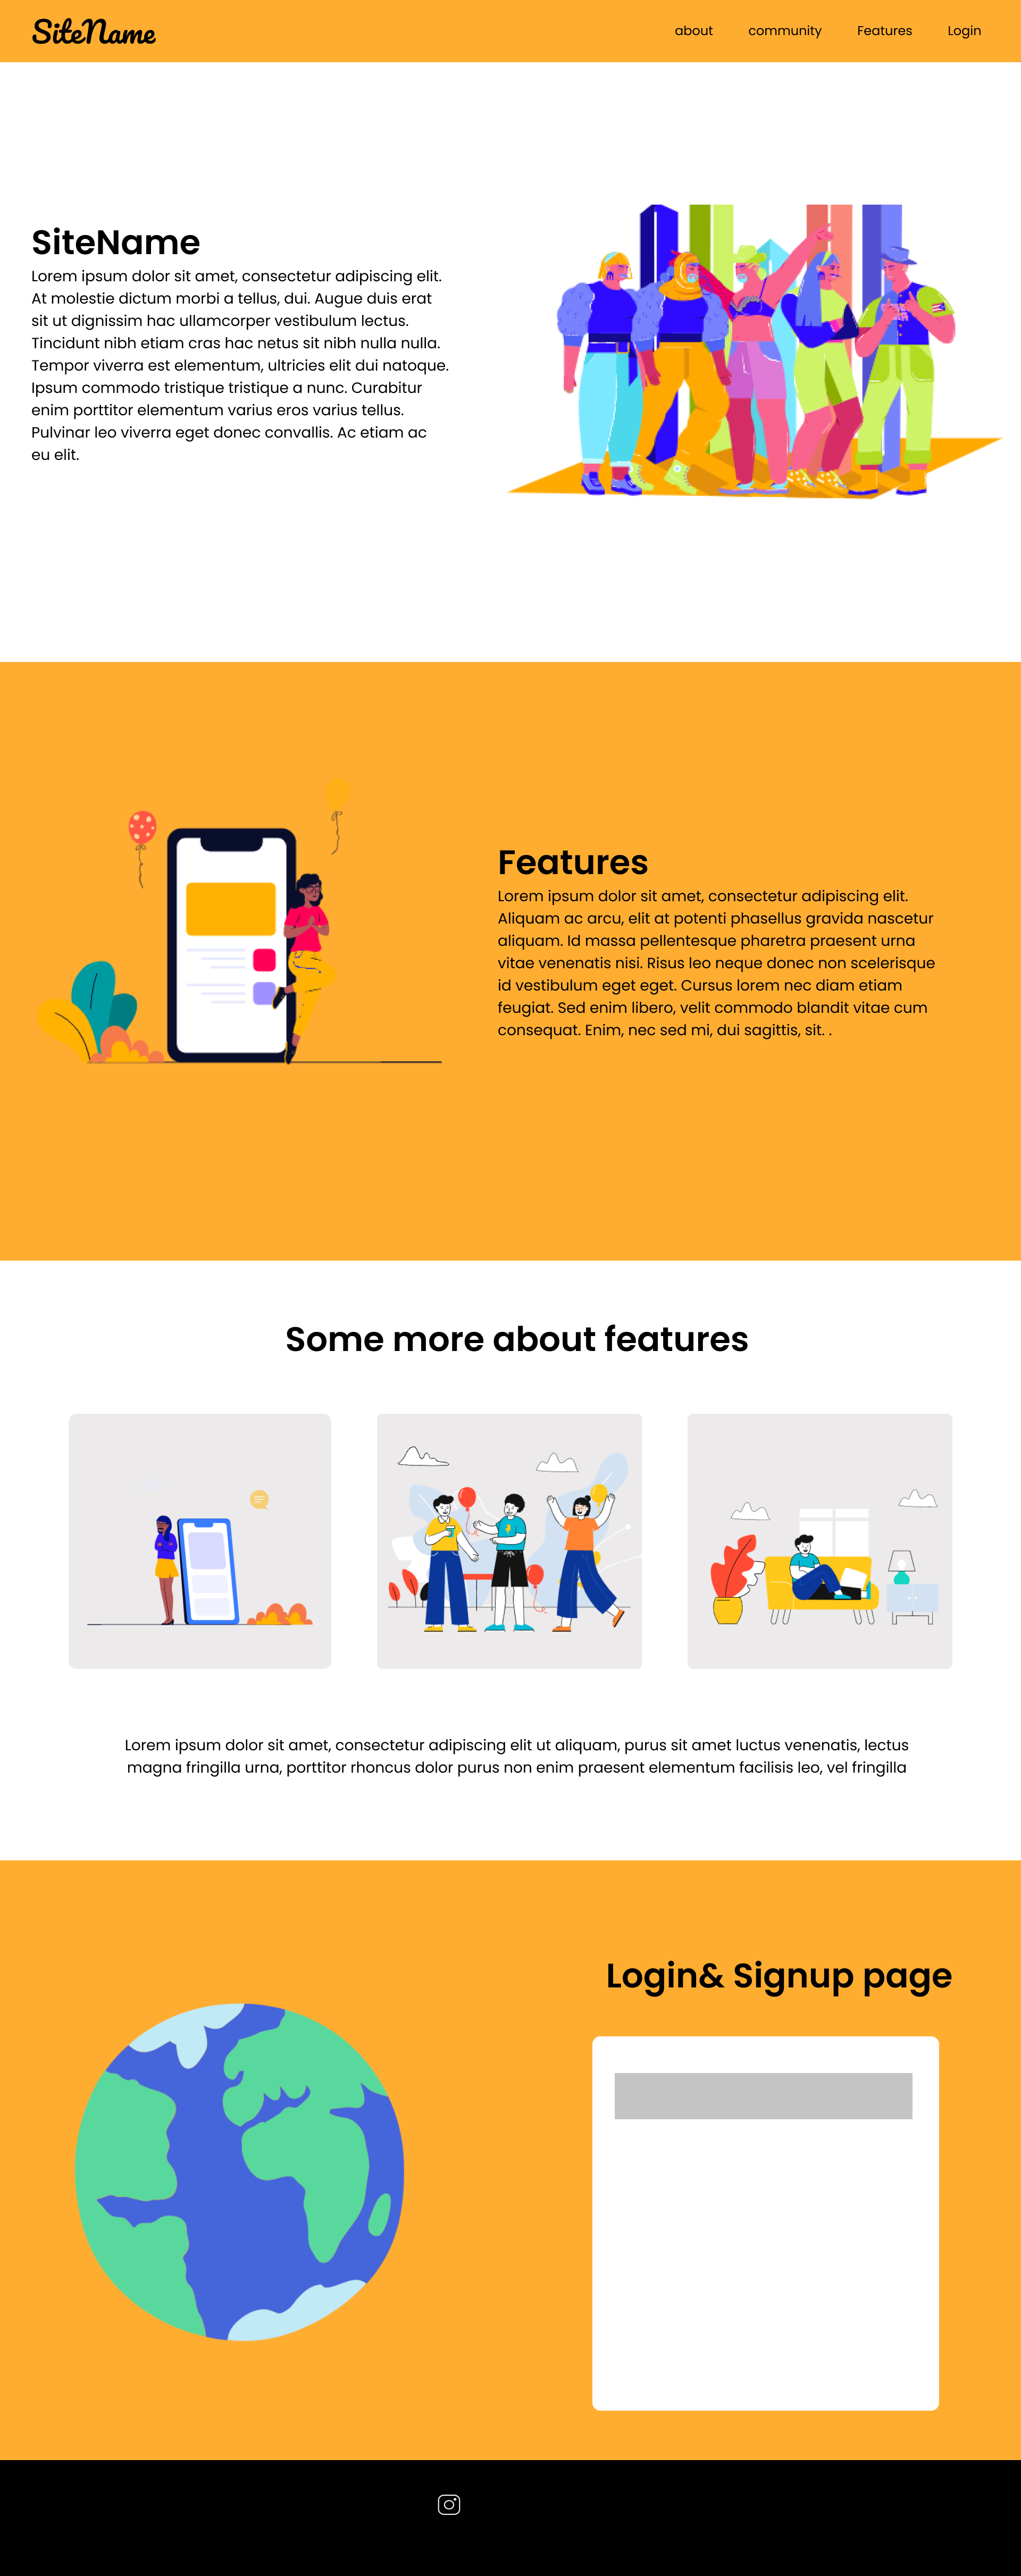 SiteName
about community Features Login
SiteName
Lorem ipsum dolor sit amet, consectetur adipiscing elit.
At molestie dictum morbi a tellus, dui. Augue duis erat
sit ut dignissim hac ullamcorper vestibulum lectus.
Tincidunt nibh etiam cras hac netus sit nibh nulla nulla.
Tempor viverra est elementum, ultricies elit dui natoque.
Ipsum commodo tristique tristique a nunc. Curabitur
enim porttitor elementum varius eros varius tellus.
Pulvinar leo viverra eget donec convallis. Ac etiam ac
eu elit.
Features
Lorem ipsum dolor sit amet, consectetur adipiscing elit.
Aliquam ac arcu, elit at potenti phasellus gravida nascetur
aliquam. Id massa pellentesque pharetra praesent urna
vitae venenatis nisi. Risus leo neque donec non scelerisque
id vestibulum eget eget. Cursus lorem nec diam etiam
feugiat. Sed enim libero, velit commodo blandit vitae cum
consequat. Enim, nec sed mi, dui sagittis, sit. .
Some more about features
Lorem ipsum dolor sit amet, consectetur adipiscing elit ut aliquam, purus sit amet luctus venenatis, lectus
magna fringilla urna, porttitor rhoncus dolor purus non enim praesent elementum facilisis leo, vel fringilla
Login& Signup page